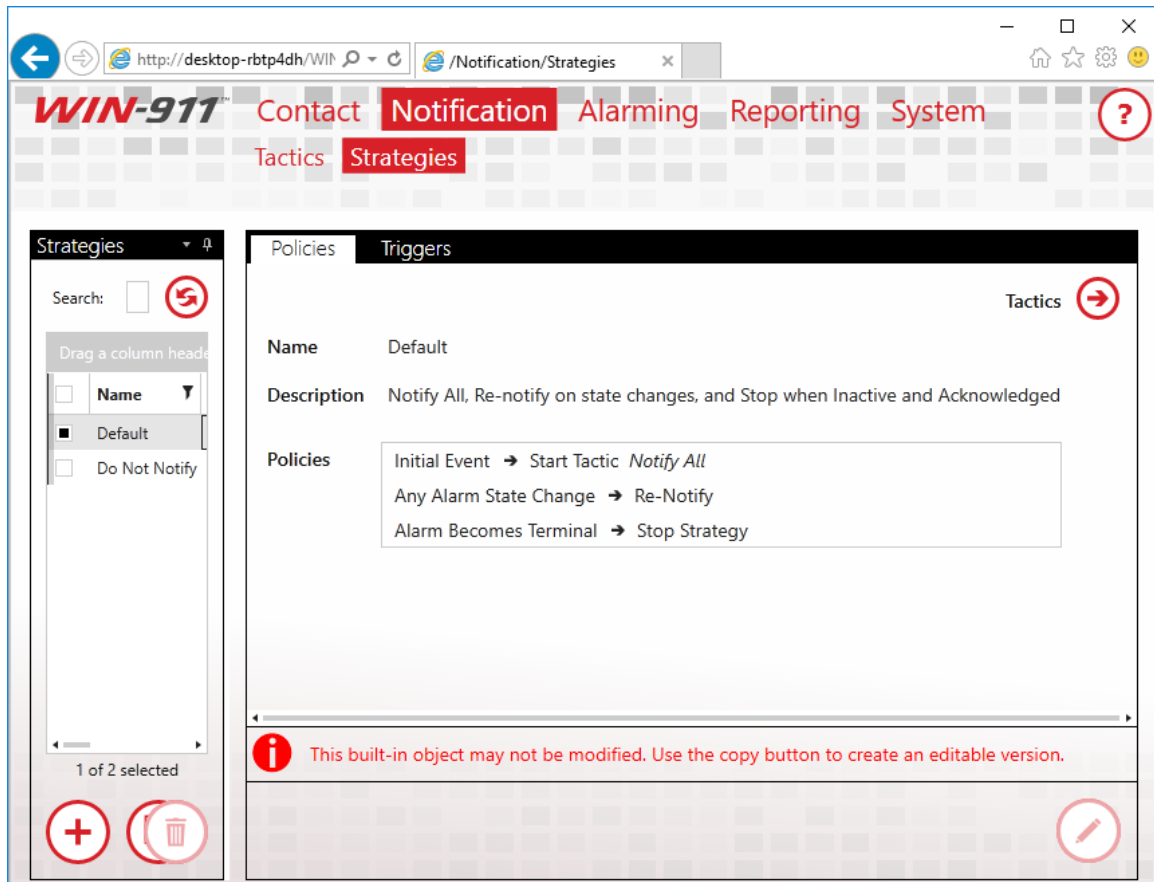 http://desktop-rbtp4dh/WIN
/Notification/Strategies
WIN-911™
Contact Notification Alarming Reporting System
?
Tactics Strategies
Strategies
Search:
Drag a column heade
Name
Default
Do Not Notify
1 of 2 selected
Policies Triggers
Tactics
Name Default
Description Notify All, Re-notify on state changes, and Stop when Inactive and Acknowledged
Policies Initial Event ➔ Start Tactic Notify All
Any Alarm State Change ➔ Re-Notify
Alarm Becomes Terminal ➔ Stop Strategy
This built-in object may not be modified. Use the copy button to create an editable version.